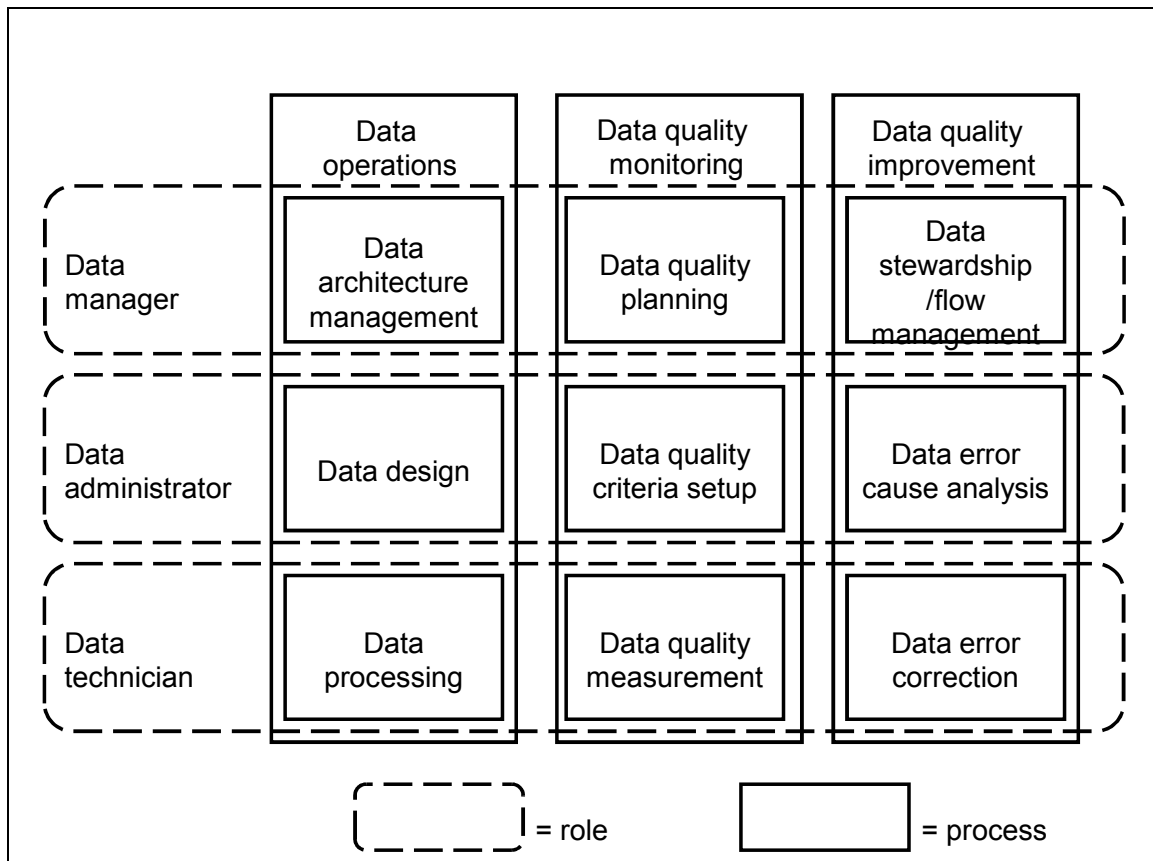 Data
operations
Data quality
monitoring
Data quality
improvement
Data
manager
Data
architecture
management
Data quality
planning
Data
stewardship
/flow
management
Data
administrator
Data design
Data quality
criteria setup
Data error
cause analysis
Data
technician
Data
processing
Data quality
measurement
Data error
correction
= role
= process